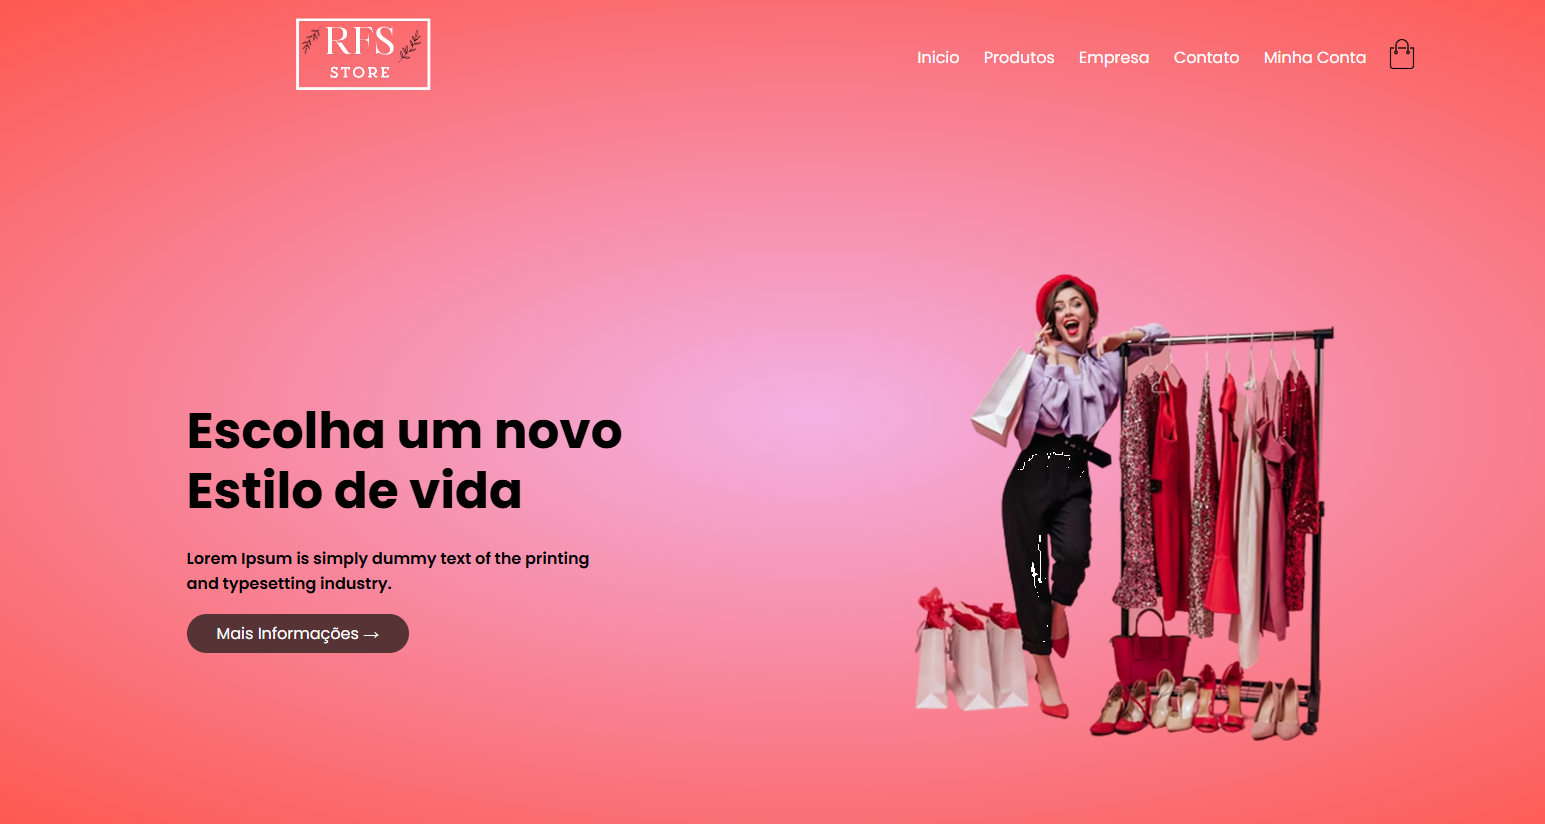 RFS
STORE
Inicio Produtos Empresa Contato Minha Conta
Escolha um novo
Estilo de vida
Lorem Ipsum is simply dummy text of the printing
and typesetting industry.
Mais Informações →